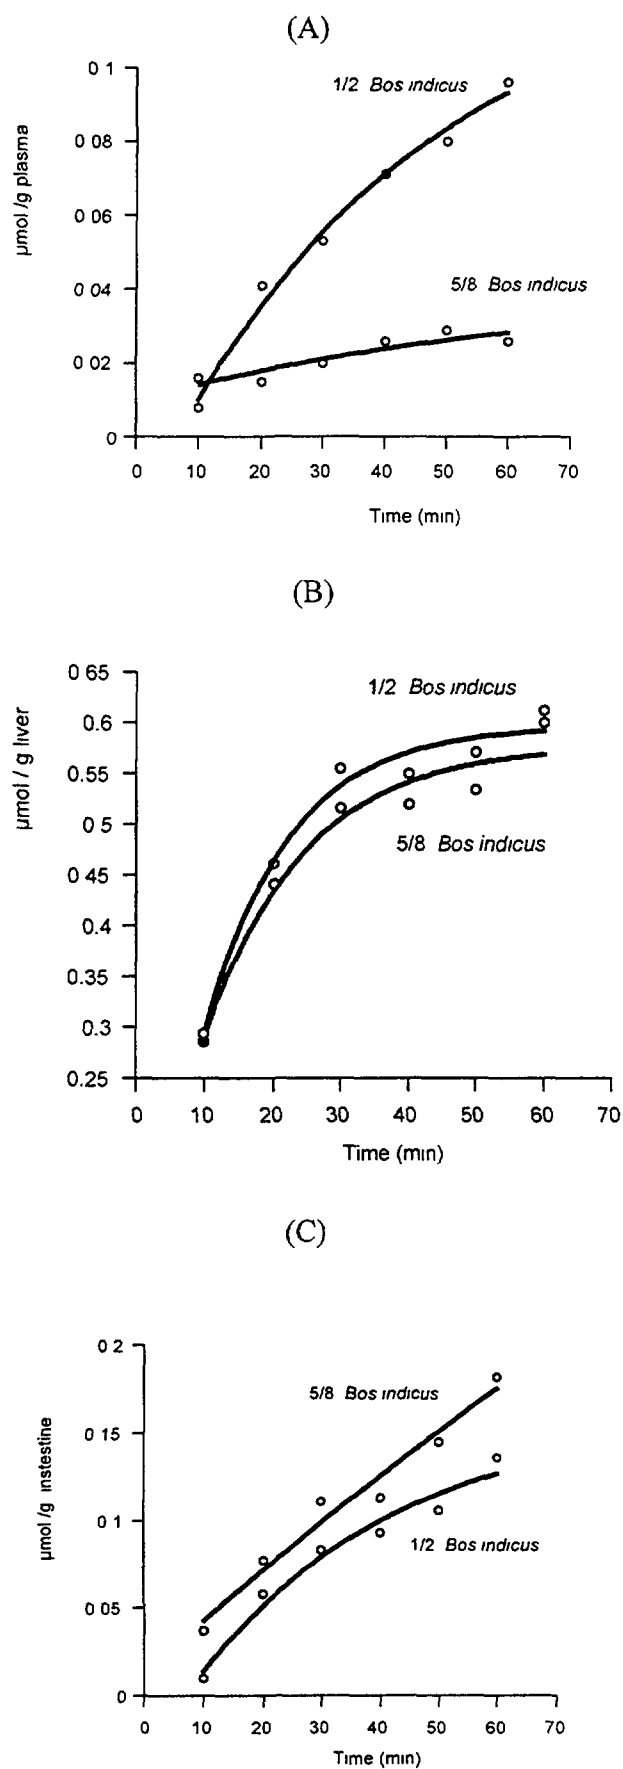 (A)
0 1
0 08
0 06
0 04
0 02
0
µmol /g plasma
1/2 Bos indicus
5/8 Bos indicus
0 10 20 30 40 50 60 70
Time (min)
(B)
0 65
0.6
0.55
0 5
0.45
0.4
0.35
0.3
0.25
µmol / g liver
1/2 Bos indicus
5/8 Bos indicus
0 10 20 30 40 50 60 70
Time (min)
(C)
0 2
0 15
0 1
0 05
0
µmol /g instestine
5/8 Bos indicus
1/2 Bos indicus
0 10 20 30 40 50 60 70
Time (min)